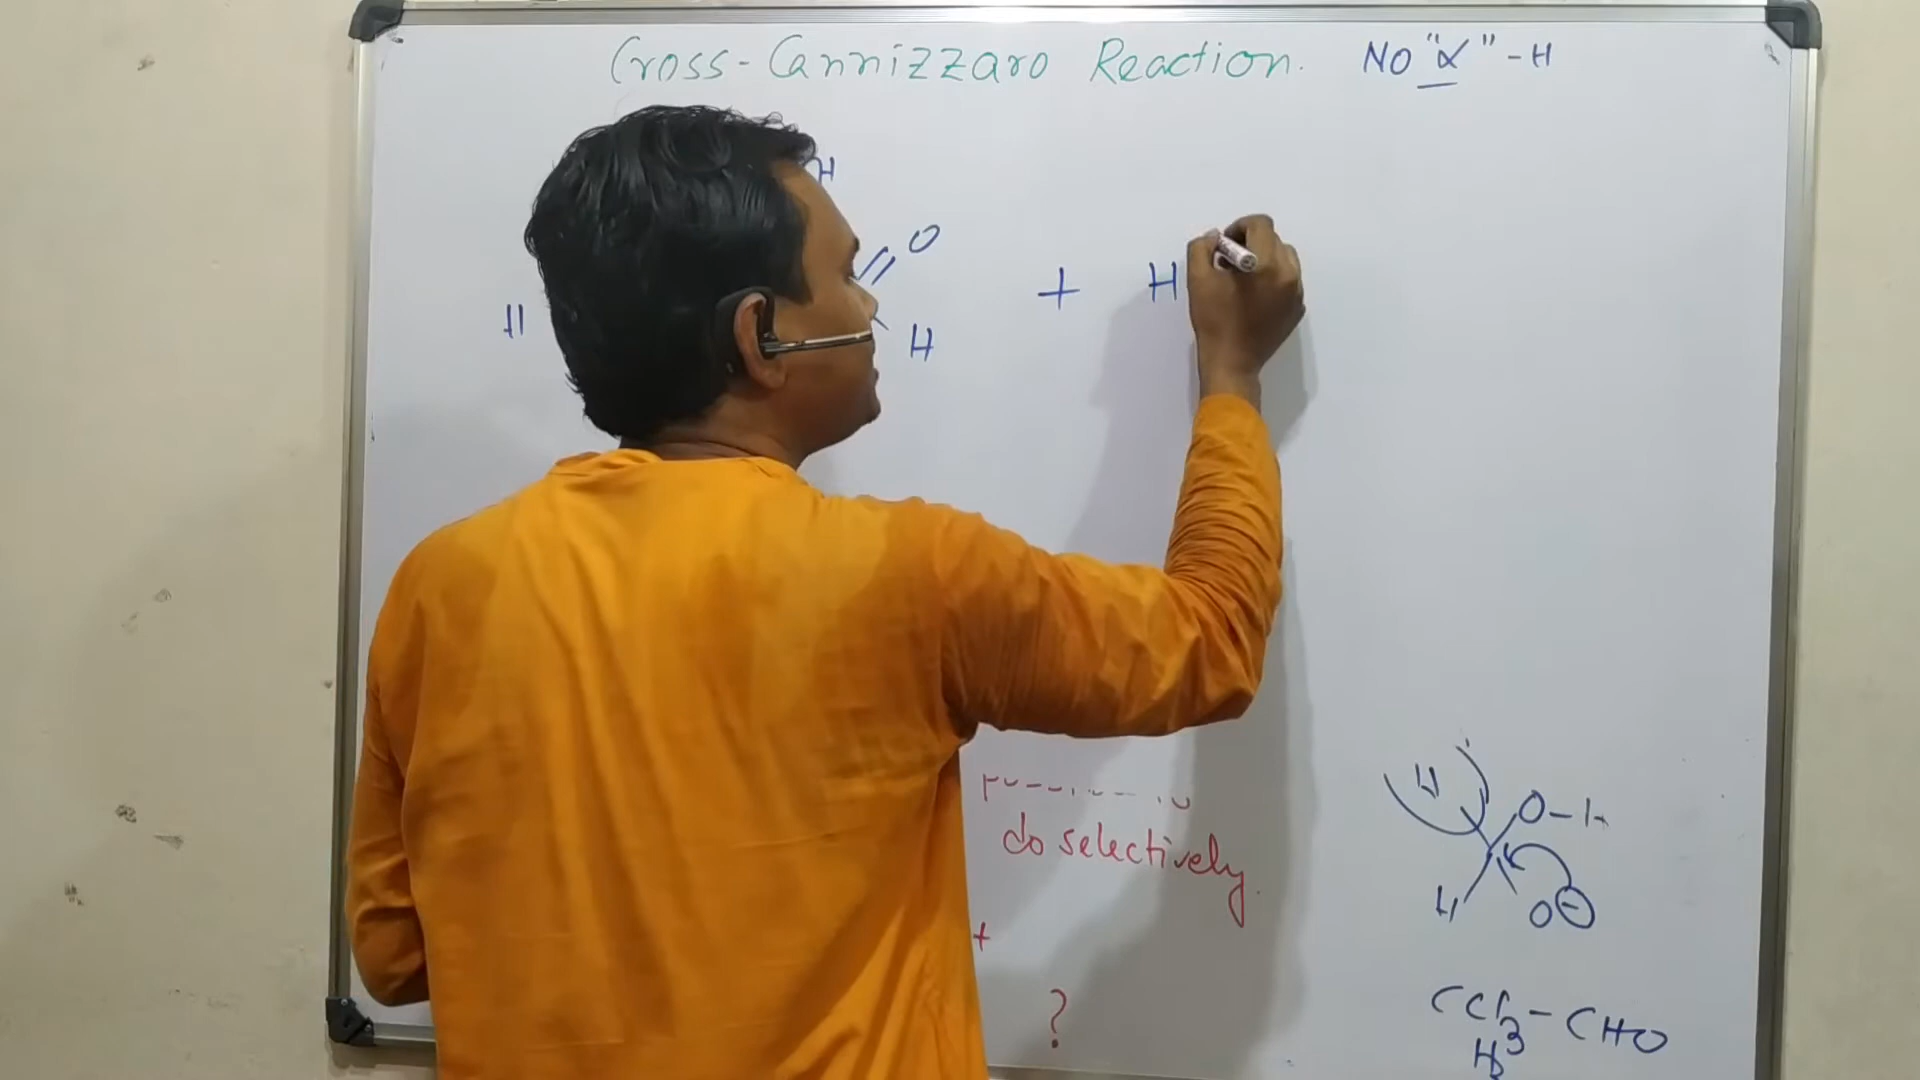 Cross-Cannizzaro Reaction. NO "α" -H
H
O
H + H
H
do selectively.
H
O-H
H
O⊖
+
?
CCl3-CHO
H3